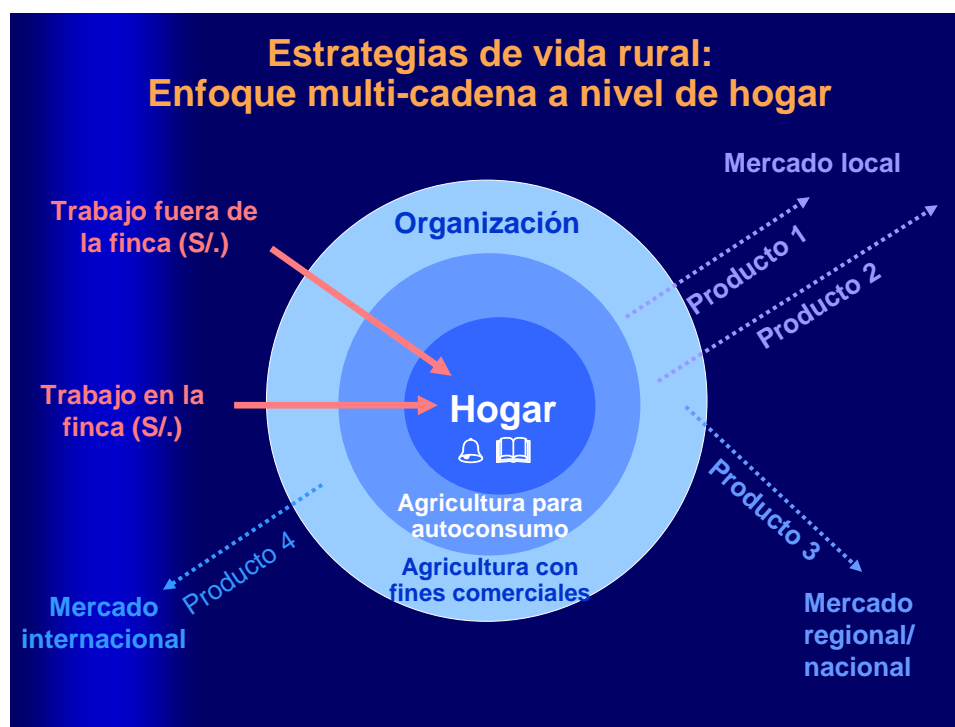 Estrategias de vida rural:
Enfoque multi-cadena a nivel de hogar
Mercado local
Trabajo fuera de
la finca (S/.)
Organización
Producto 1
Producto 2
Trabajo en la
finca (S/.)
Hogar
Agricultura para
autoconsumo
Producto 3
Producto 4
Agricultura con
fines comerciales
Mercado
internacional
Mercado
regional/
nacional